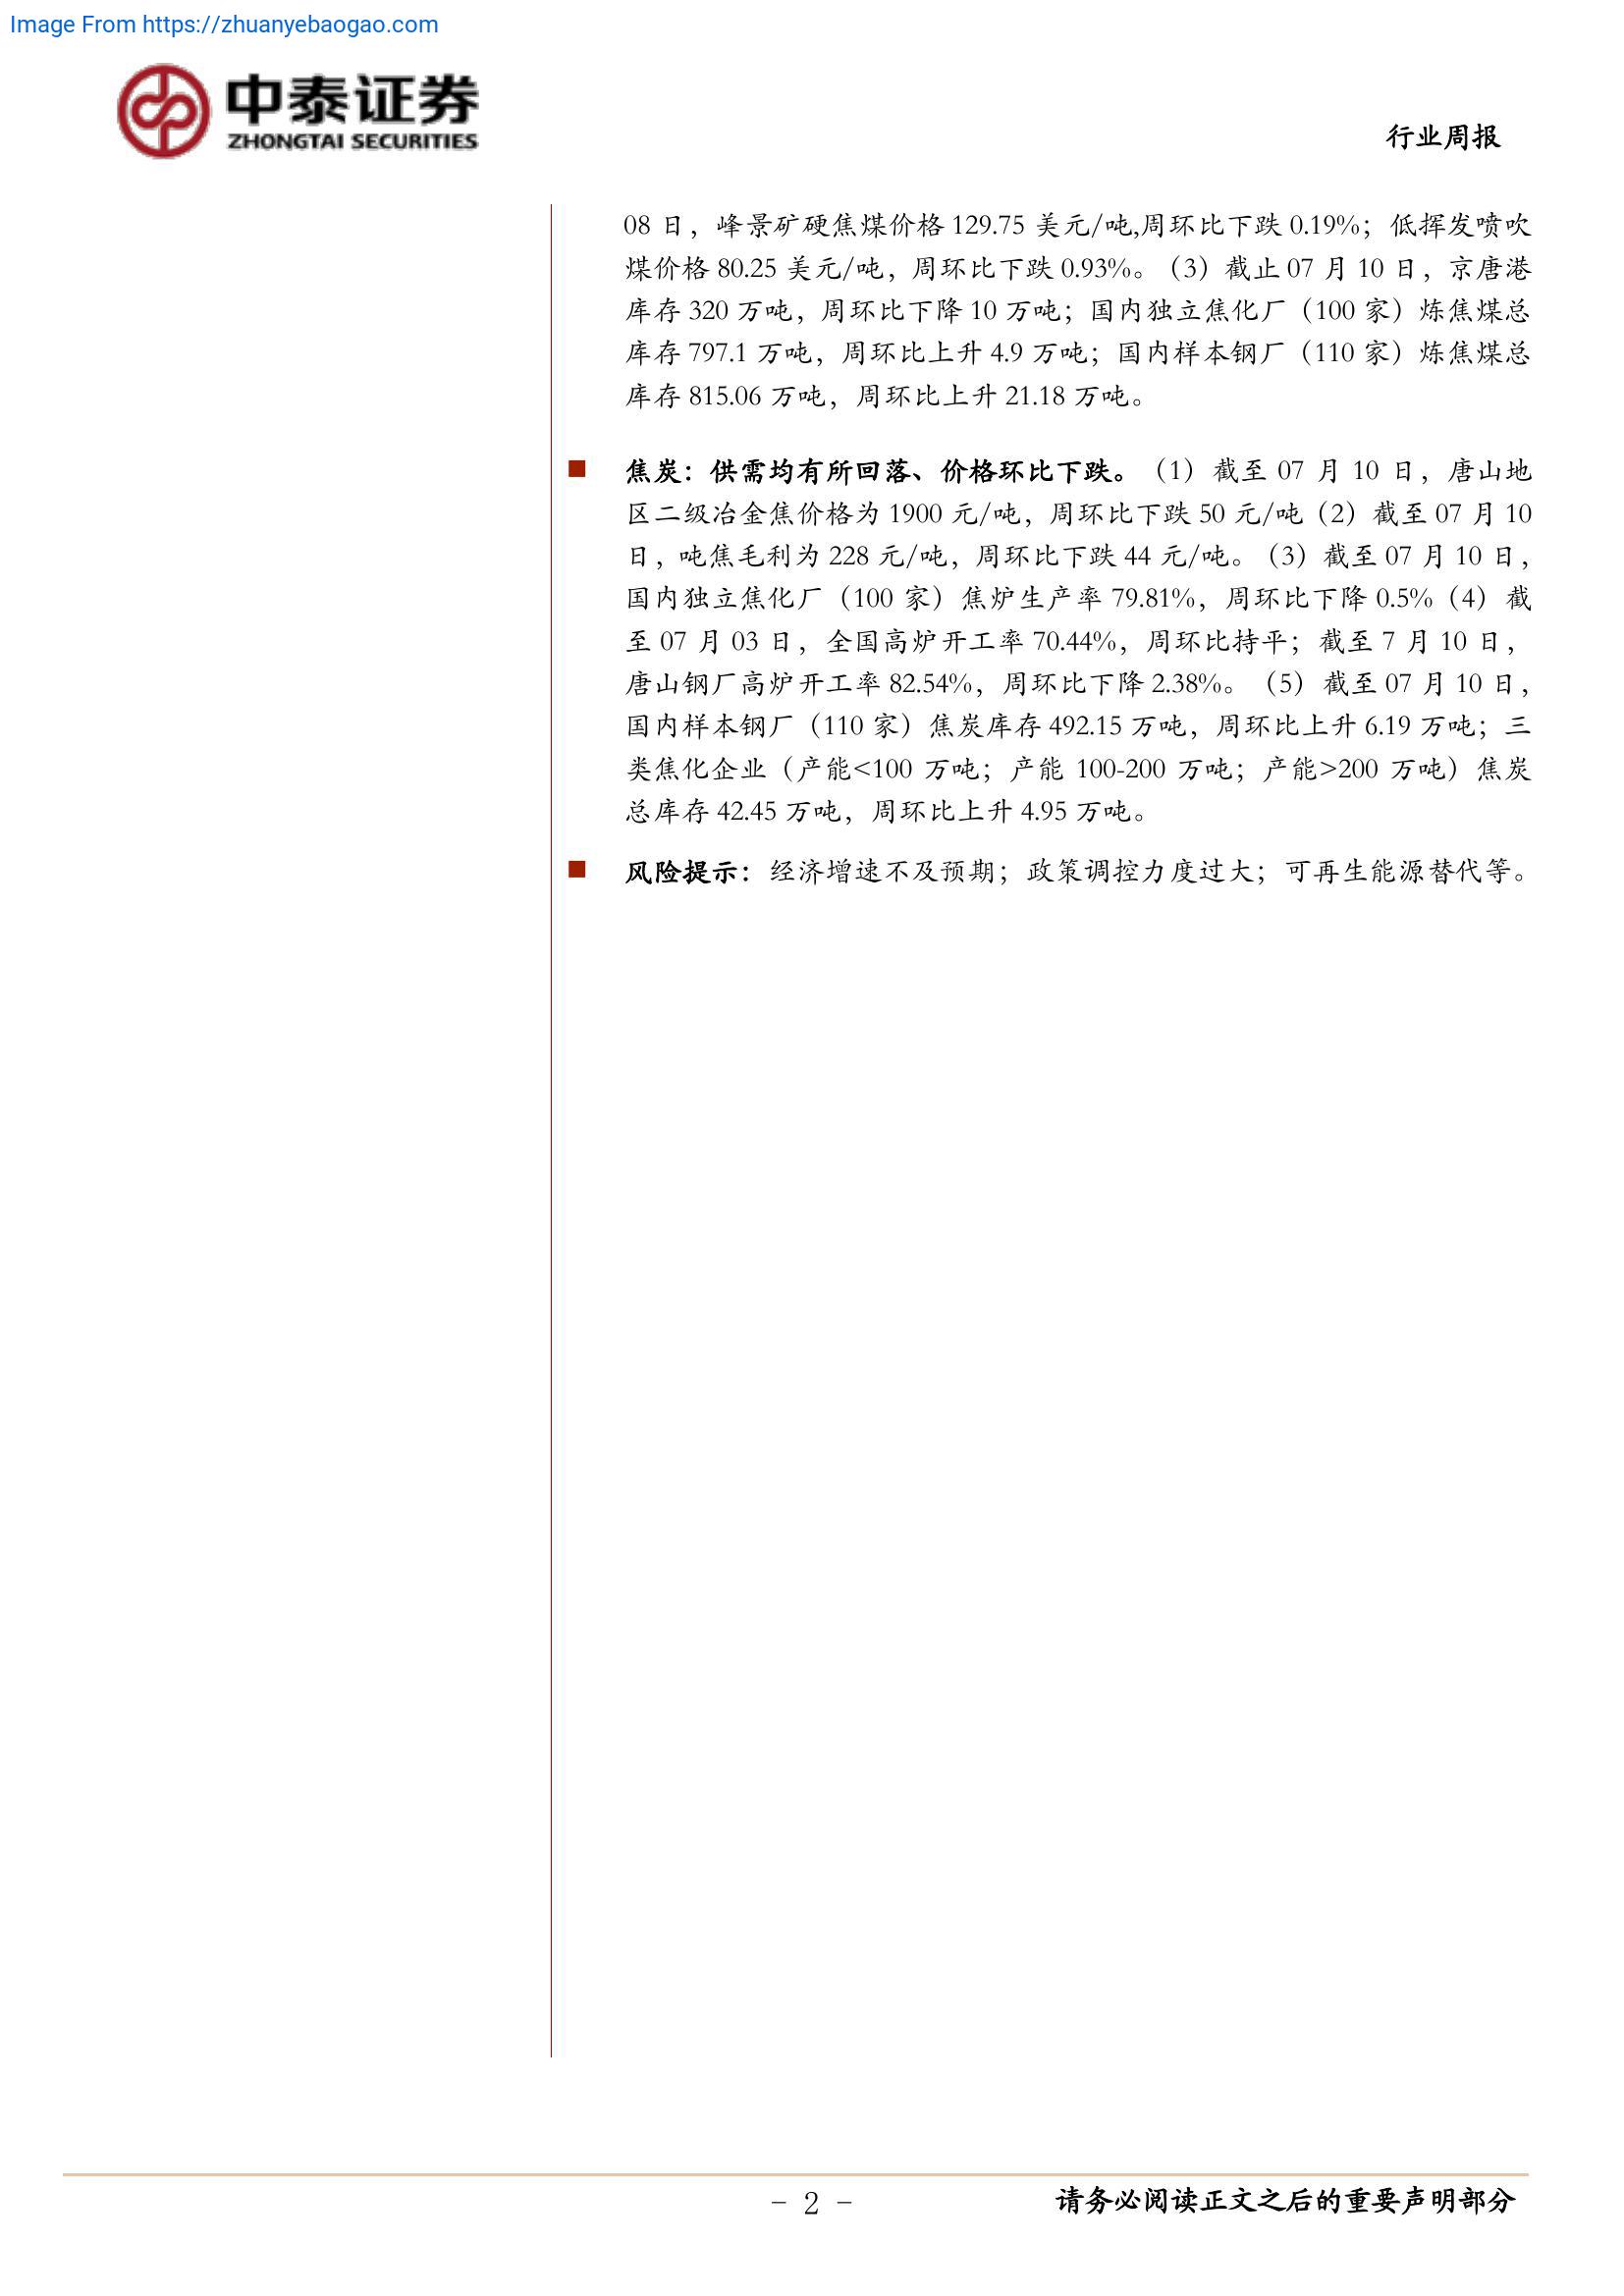 Image From https://zhuanyebaogao.com
中泰证券
ZHONGTAI SECURITIES
行业周报
08 日，峰景矿硬焦煤价格 129.75 美元/吨,周环比下跌 0.19%；低挥发喷吹
煤价格 80.25 美元/吨，周环比下跌 0.93%。（3）截止 07 月 10 日，京唐港
库存 320 万吨，周环比下降 10 万吨；国内独立焦化厂（100 家）炼焦煤总
库存 797.1 万吨，周环比上升 4.9 万吨；国内样本钢厂（110 家）炼焦煤总
库存 815.06 万吨，周环比上升 21.18 万吨。
■ 焦炭：供需均有所回落、价格环比下跌。（1）截至 07 月 10 日，唐山地
区二级冶金焦价格为 1900 元/吨，周环比下跌 50 元/吨（2）截至 07 月 10
日，吨焦毛利为 228 元/吨，周环比下跌 44 元/吨。（3）截至 07 月 10 日，
国内独立焦化厂（100 家）焦炉生产率 79.81%，周环比下降 0.5%（4）截
至 07 月 03 日，全国高炉开工率 70.44%，周环比持平；截至 7 月 10 日，
唐山钢厂高炉开工率 82.54%，周环比下降 2.38%。（5）截至 07 月 10 日，
国内样本钢厂（110 家）焦炭库存 492.15 万吨，周环比上升 6.19 万吨；三
类焦化企业（产能<100 万吨；产能 100-200 万吨；产能>200 万吨）焦炭
总库存 42.45 万吨，周环比上升 4.95 万吨。
■ 风险提示：经济增速不及预期；政策调控力度过大；可再生能源替代等。
- 2 -
请务必阅读正文之后的重要声明部分